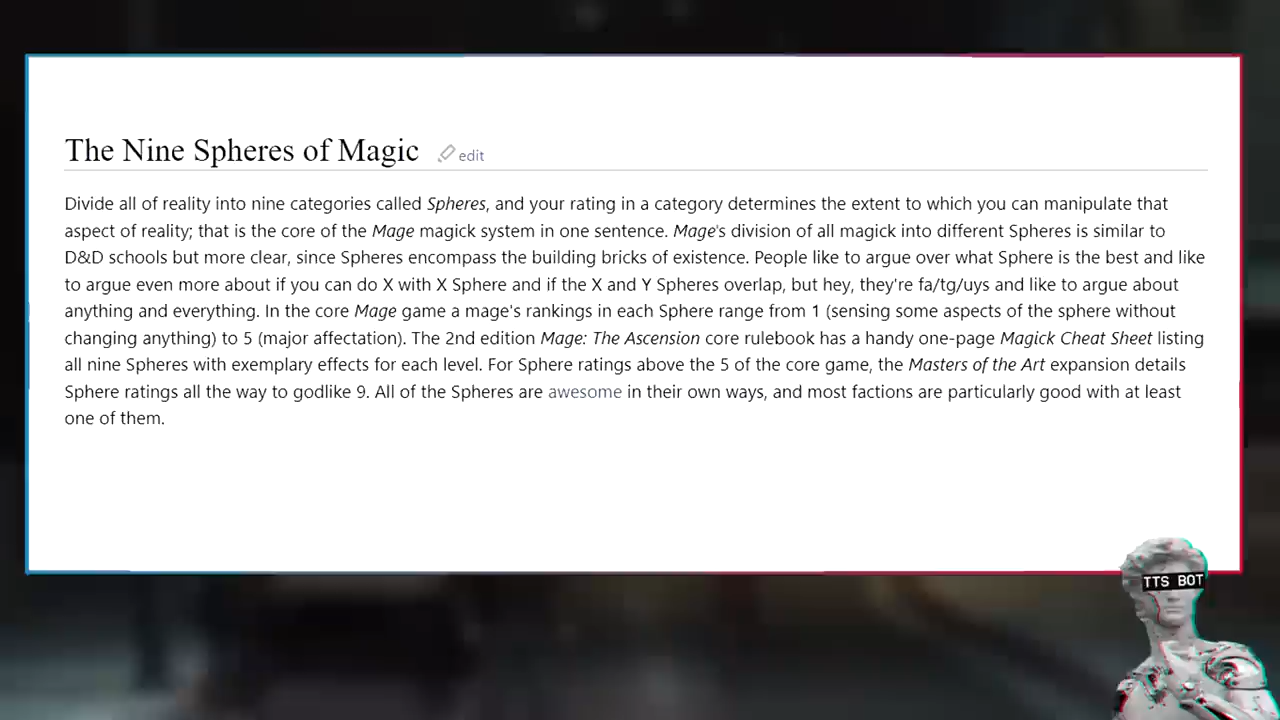 The Nine Spheres of Magic edit
Divide all of reality into nine categories called Spheres, and your rating in a category determines the extent to which you can manipulate that
aspect of reality; that is the core of the Mage magick system in one sentence. Mage's division of all magick into different Spheres is similar to
D&D schools but more clear, since Spheres encompass the building bricks of existence. People like to argue over what Sphere is the best and like
to argue even more about if you can do X with X Sphere and if the X and Y Spheres overlap, but hey, they're fa/tg/uys and like to argue about
anything and everything. In the core Mage game a mage's rankings in each Sphere range from 1 (sensing some aspects of the sphere without
changing anything) to 5 (major affectation). The 2nd edition Mage: The Ascension core rulebook has a handy one-page Magick Cheat Sheet listing
all nine Spheres with exemplary effects for each level. For Sphere ratings above the 5 of the core game, the Masters of the Art expansion details
Sphere ratings all the way to godlike 9. All of the Spheres are awesome in their own ways, and most factions are particularly good with at least
one of them.
TTS BOT